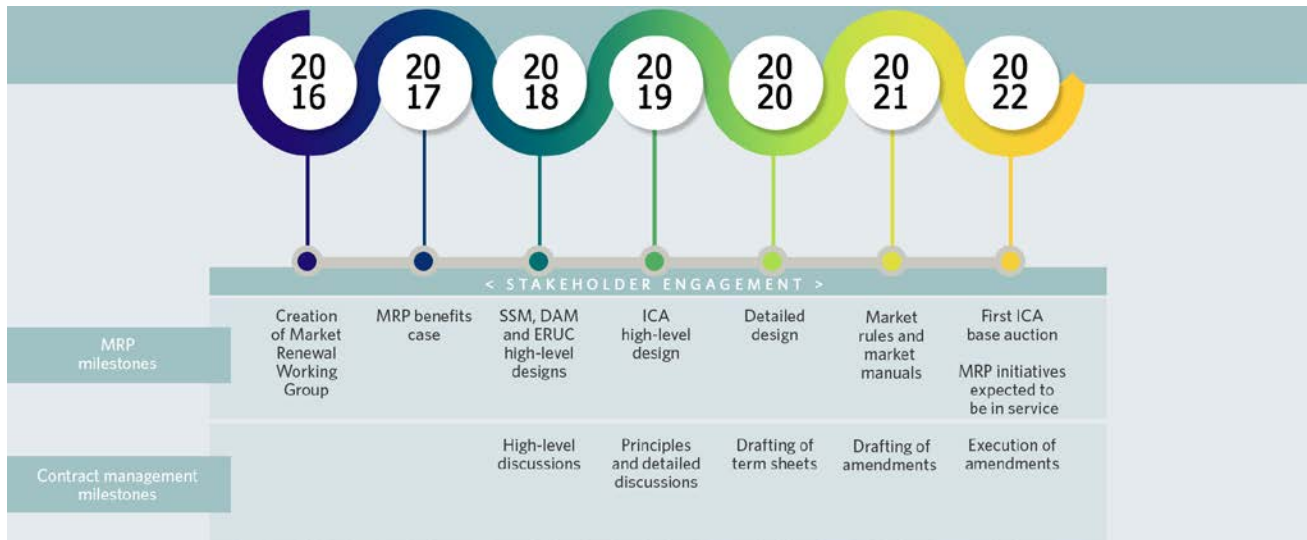 20
16
20
17
20
18
20
19
20
20
20
21
20
22
< STAKEHOLDER ENGAGEMENT >
MRP
milestones
Creation
of Market
Renewal
Working
Group
MRP benefits
case
SSM, DAM
and ERUC
high-level
designs
ICA
high-level
design
Detailed
design
Market
rules and
market
manuals
First ICA
base auction
MRP initiatives
expected to
be in service
Contract management
milestones
High-level
discussions
Principles
and detailed
discussions
Drafting of
term sheets
Drafting of
amendments
Execution of
amendments